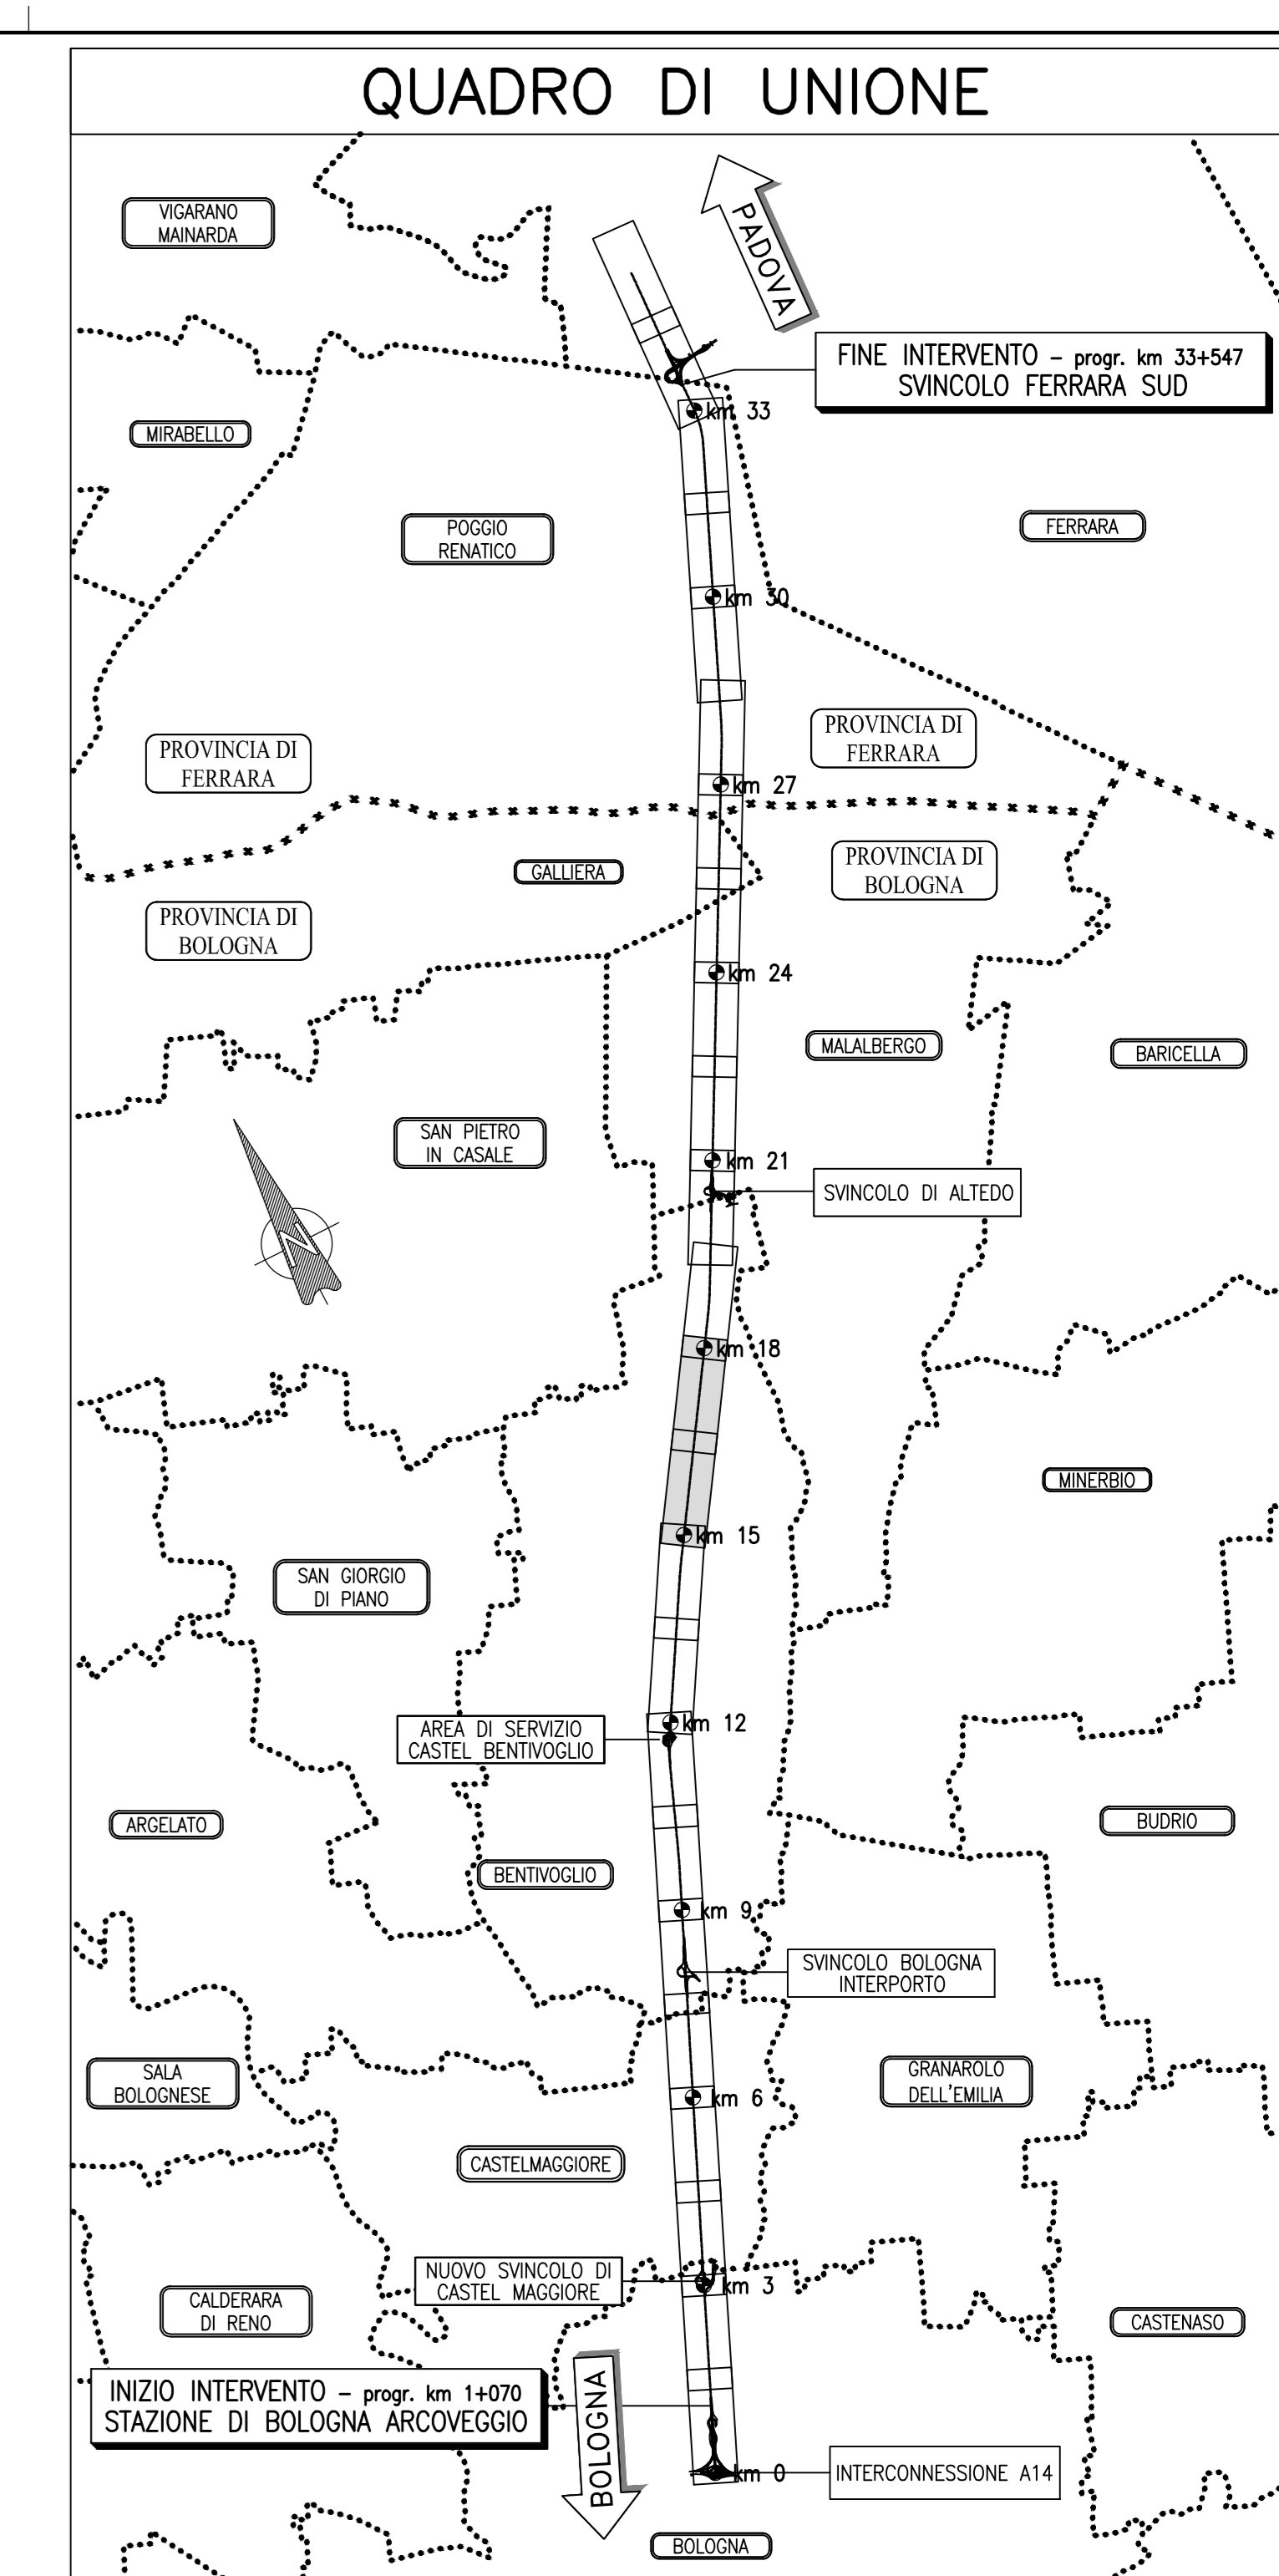 QUADRO DI UNIONE
VIGARANO
MAINARDA
PADOVA
FINE INTERVENTO – progr. km 33+547
SVINCOLO FERRARA SUD
km 33
MIRABELLO
POGGIO
RENATICO
FERRARA
km 30
PROVINCIA DI
FERRARA
PROVINCIA DI
FERRARA
km 27
GALLIERA
PROVINCIA DI
BOLOGNA
PROVINCIA DI
BOLOGNA
km 24
MALALBERGO
BARICELLA
SAN PIETRO
IN CASALE
km 21
SVINCOLO DI ALTEDO
N
km 18
MINERBIO
km 15
SAN GIORGIO
DI PIANO
AREA DI SERVIZIO
CASTEL BENTIVOGLIO
km 12
ARGELATO
BUDRIO
BENTIVOGLIO
km 9
SVINCOLO BOLOGNA
INTERPORTO
SALA
BOLOGNESE
GRANAROLO
DELL'EMILIA
km 6
CASTELMAGGIORE
NUOVO SVINCOLO DI
CASTEL MAGGIORE
km 3
CALDERARA
DI RENO
CASTENASO
INIZIO INTERVENTO – progr. km 1+070
STAZIONE DI BOLOGNA ARCOVEGGIO
BOLOGNA
km 0
INTERCONNESSIONE A14
BOLOGNA